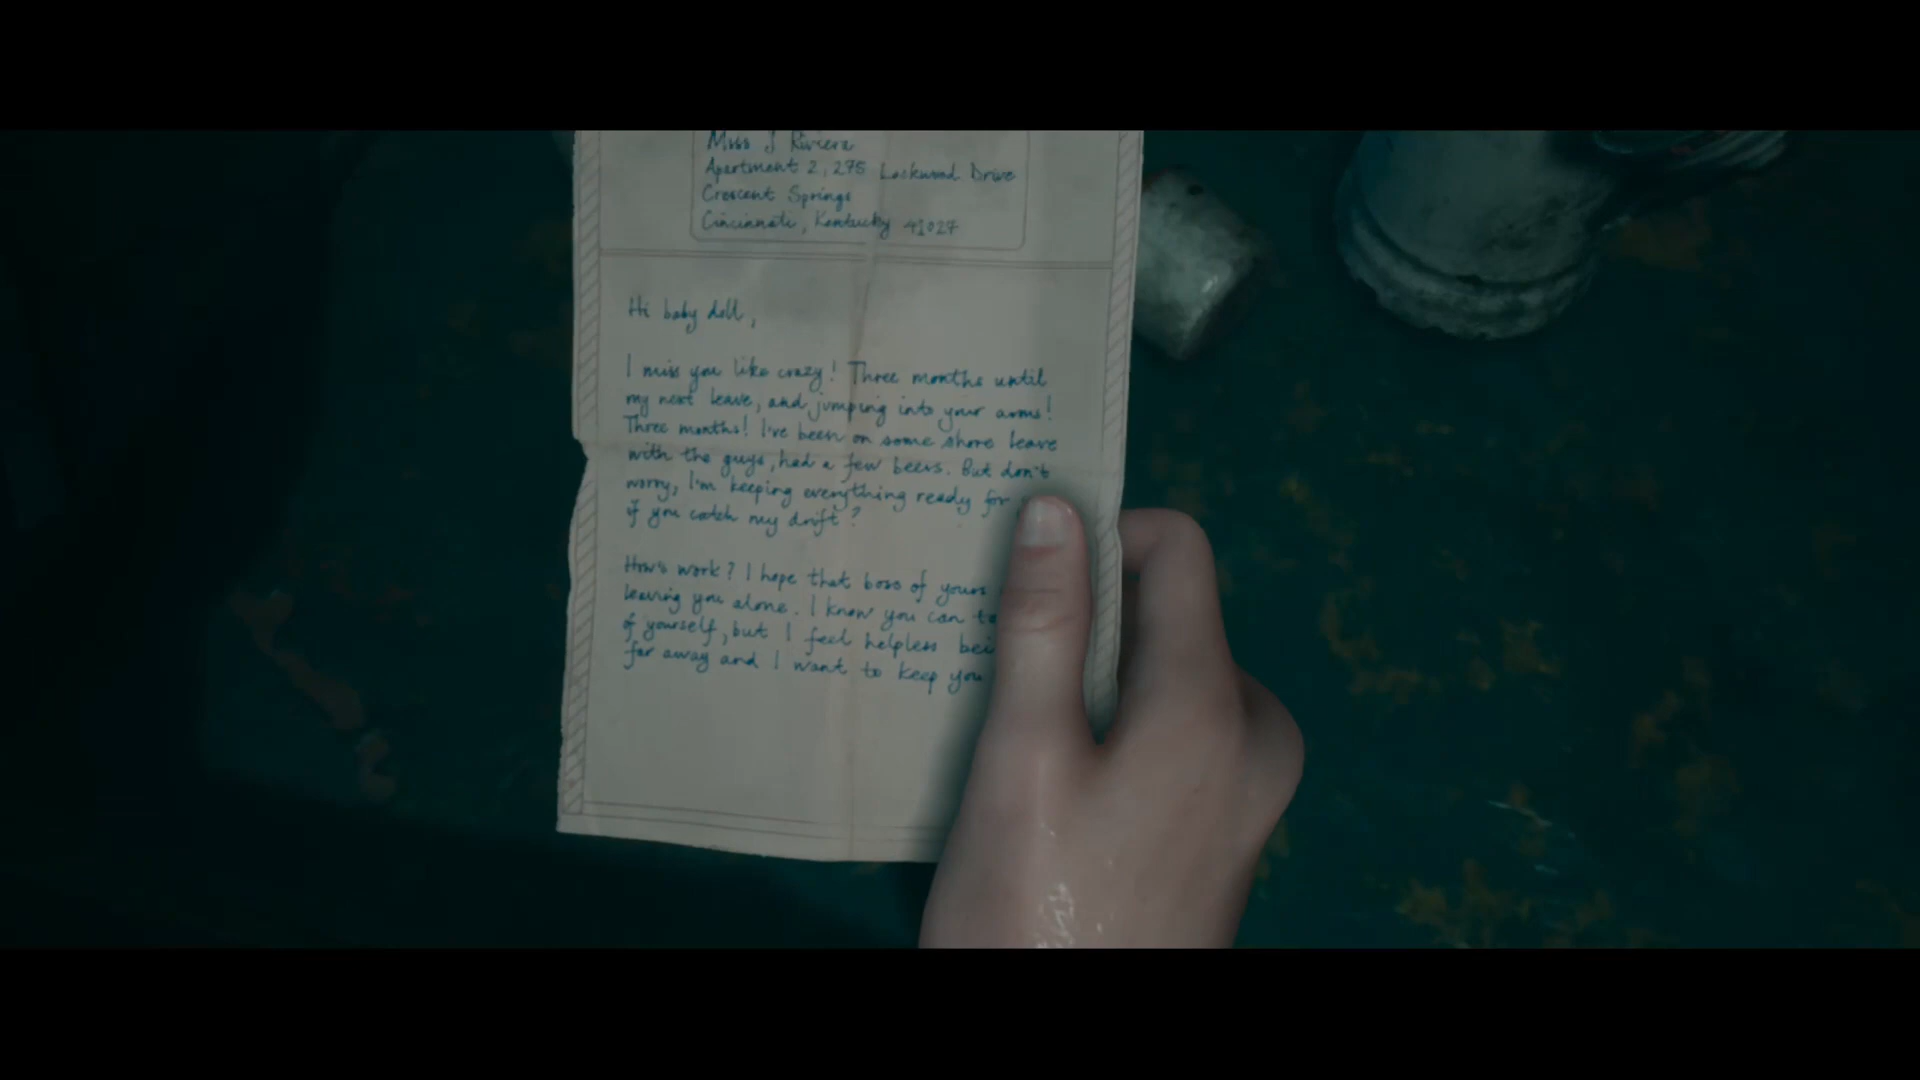 Miss J Riviera
Apartment 2, 275 Lockwood Drive
Crescent Springs
Cincinnati, Kentucky 41027
Hi baby doll,
I miss you like crazy! Three months until
my next leave, and jumping into your arms!
Three months! I've been on some shore leave
with the guys, had a few beers. But don't
worry, I'm keeping everything ready for
if you catch my drift?
How's work? I hope that boss of yours
leaving you alone. I know you can
of yourself, but I feel helpless
far away and I want to keep you